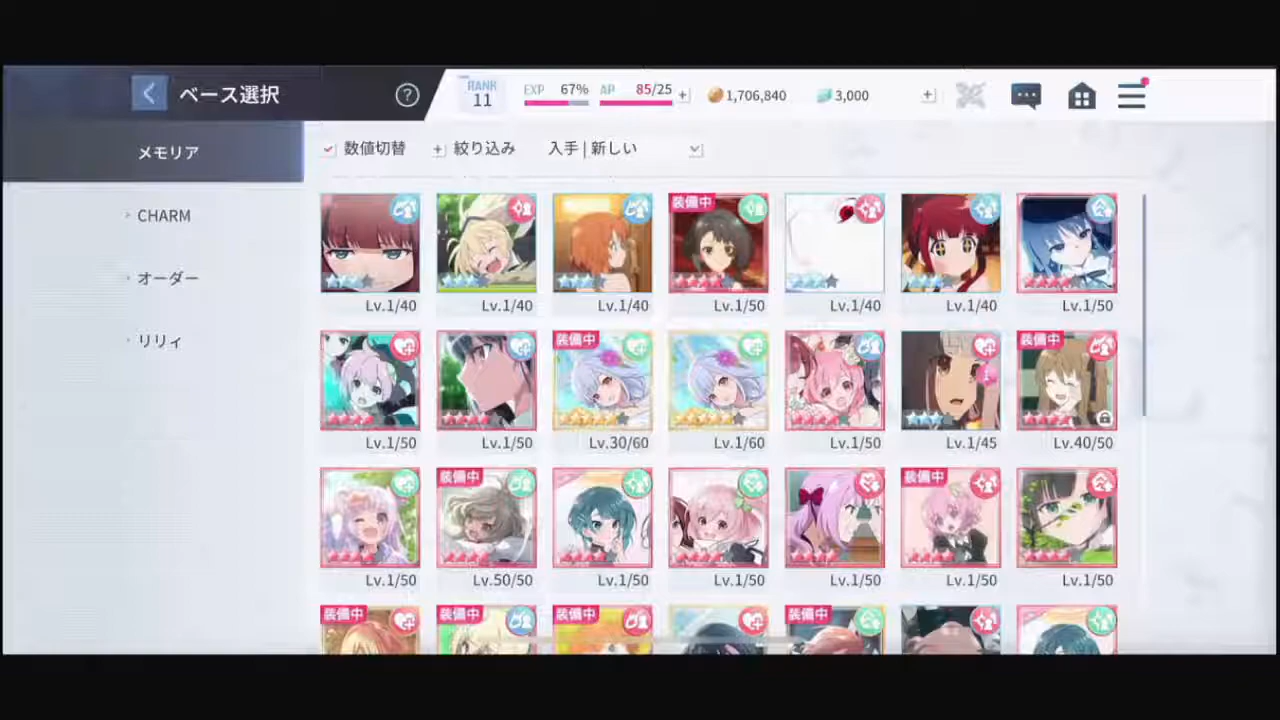 ベース選択
?
RANK
11
EXP 67%
AP 85/25
1,706,840
3,000
メモリア
CHARM
オーダー
リリィ
数値切替
絞り込み
入手 | 新しい
装備中
Lv.1/40
Lv.1/40
Lv.1/40
Lv.1/50
Lv.1/40
Lv.1/40
Lv.1/50
装備中
装備中
Lv.1/50
Lv.1/50
Lv.30/60
Lv.1/60
Lv.1/50
Lv.1/45
Lv.40/50
装備中
装備中
Lv.1/50
Lv.50/50
Lv.1/50
Lv.1/50
Lv.1/50
Lv.1/50
Lv.1/50
装備中
装備中
装備中
装備中